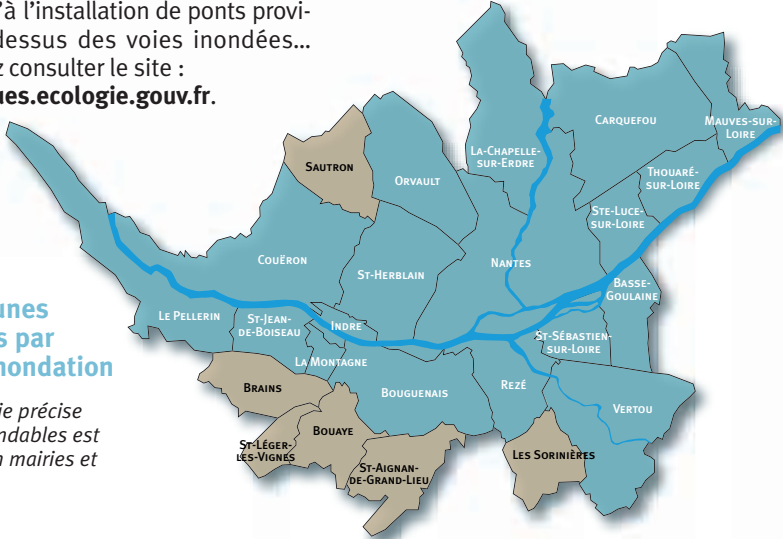 'à l'installation de ponts provi-
dessus des voies inondées...
z consulter le site :
ues.ecologie.gouv.fr.
SAUTRON
ORVAULT
LA-CHAPELLE-
SUR-ERDRE
CARQUEFOU
MAUVES-SUR-
LOIRE
THOUARÉ-
SUR-LOIRE
STE-LUCE-
SUR-LOIRE
COUËRON
ST-HERBLAIN
NANTES
BASSE-
GOULAINE
LE PELLERIN
ST-JEAN-
DE-BOISEAU
INDRE
ST-SÉBASTIEN-
SUR-LOIRE
LA MONTAGNE
BRAINS
BOUGUENAIS
REZÉ
VERTOU
BOUAYE
ST-LÉGER-
LES-VIGNES
ST-AIGNAN-
DE-GRAND-LIEU
LES SORINIÈRES
unes
s par
nondation
ie précise
ndables est
n mairies et